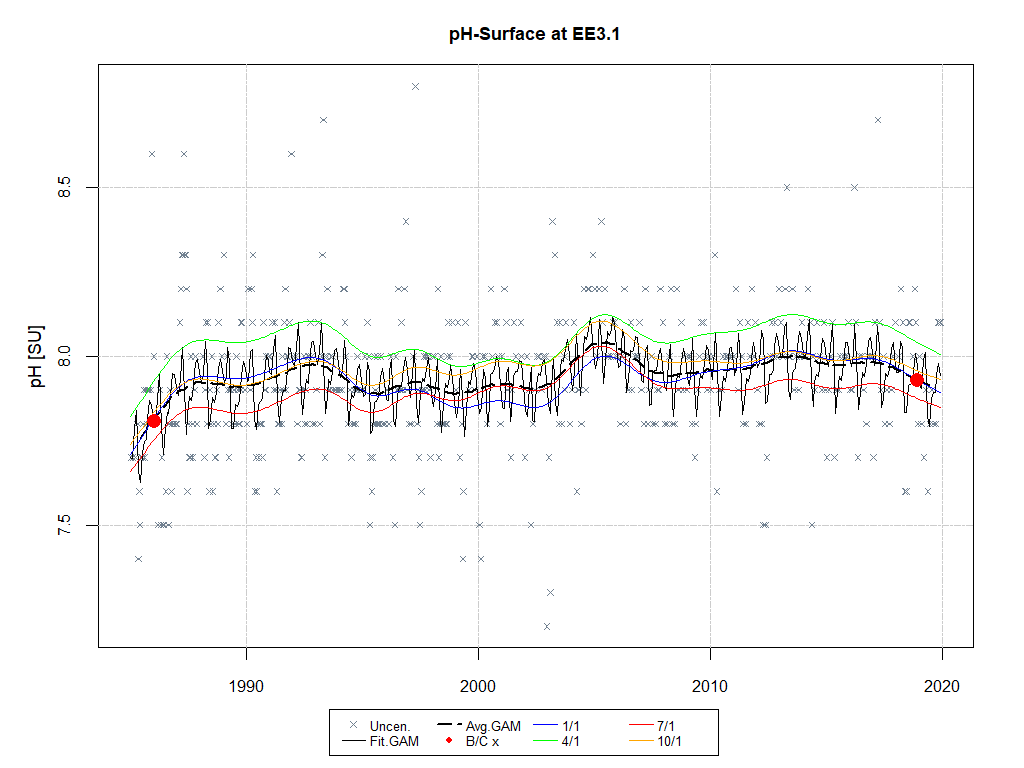 pH-Surface at EE3.1
pH [SU]
8.5
8.0
7.5
1990 2000 2010 2020
Uncen. Avg.GAM 1/1 7/1
Fit.GAM B/C x 4/1 10/1